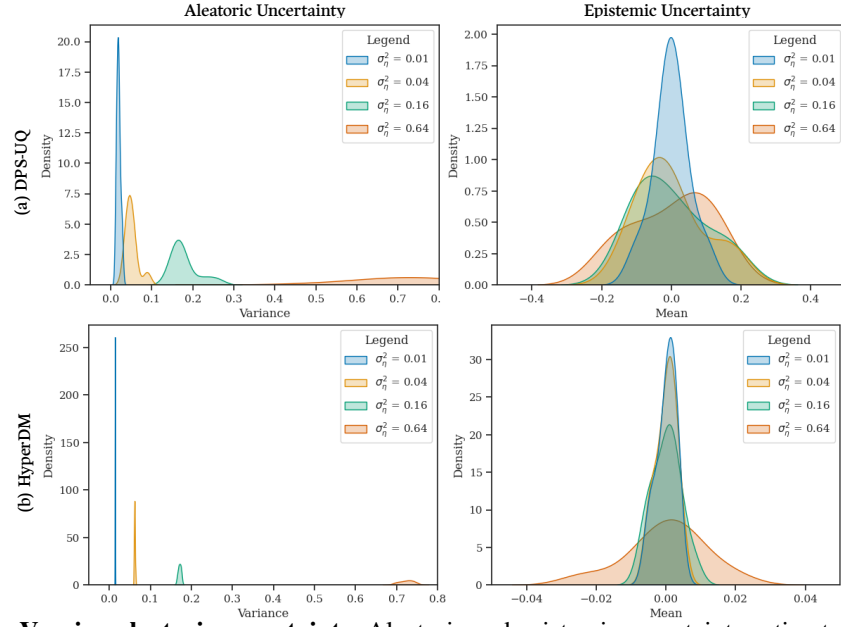 Aleatoric Uncertainty
Epistemic Uncertainty
(a) DPS-UQ
Density
20.0
17.5
15.0
12.5
10.0
7.5
5.0
2.5
0.0
0.0 0.1 0.2 0.3 0.4 0.5 0.6 0.7 0.
Variance
Legend
σ²η = 0.01
σ²η = 0.04
σ²η = 0.16
σ²η = 0.64
Density
2.00
1.75
1.50
1.25
1.00
0.75
0.50
0.25
0.00
−0.4 −0.2 0.0 0.2 0.4
Mean
Legend
σ²η = 0.01
σ²η = 0.04
σ²η = 0.16
σ²η = 0.64
(b) HyperDM
Density
250
200
150
100
50
0
0.0 0.1 0.2 0.3 0.4 0.5 0.6 0.7 0.8
Variance
Legend
σ²η = 0.01
σ²η = 0.04
σ²η = 0.16
σ²η = 0.64
Density
30
25
20
15
10
5
0
−0.04 −0.02 0.00 0.02 0.04
Mean
Legend
σ²η = 0.01
σ²η = 0.04
σ²η = 0.16
σ²η = 0.64